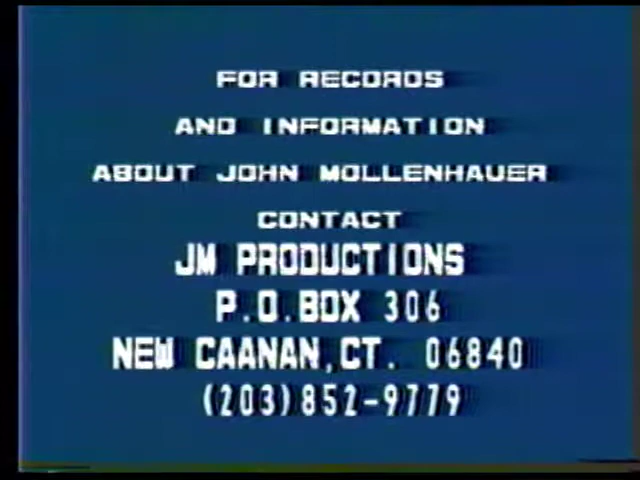 FOR RECORDS
AND INFORMATION
ABOUT JOHN MOLLENHAUER
CONTACT
JM PRODUCTIONS
P.O.BOX 306
NEW CAANAN,CT. 06840
(203)852-9779